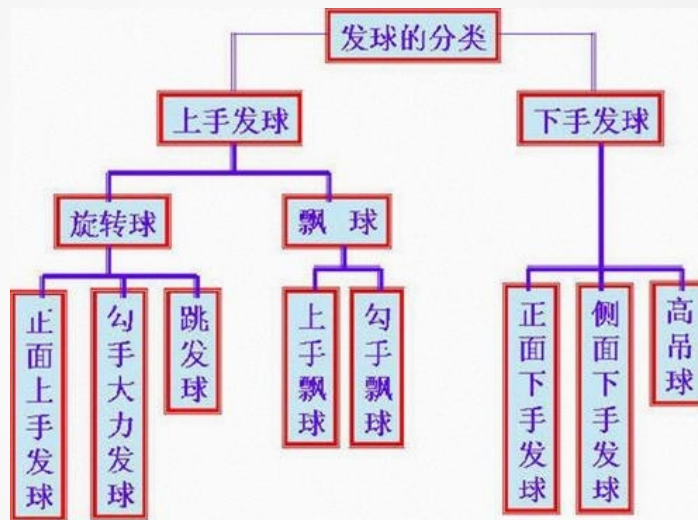 发球的分类
上手发球
下手发球
旋转球
飘 球
正面上手发球
勾手大力发球
跳发球
上手飘球
勾手飘球
正面下手发球
侧面下手发球
高吊球